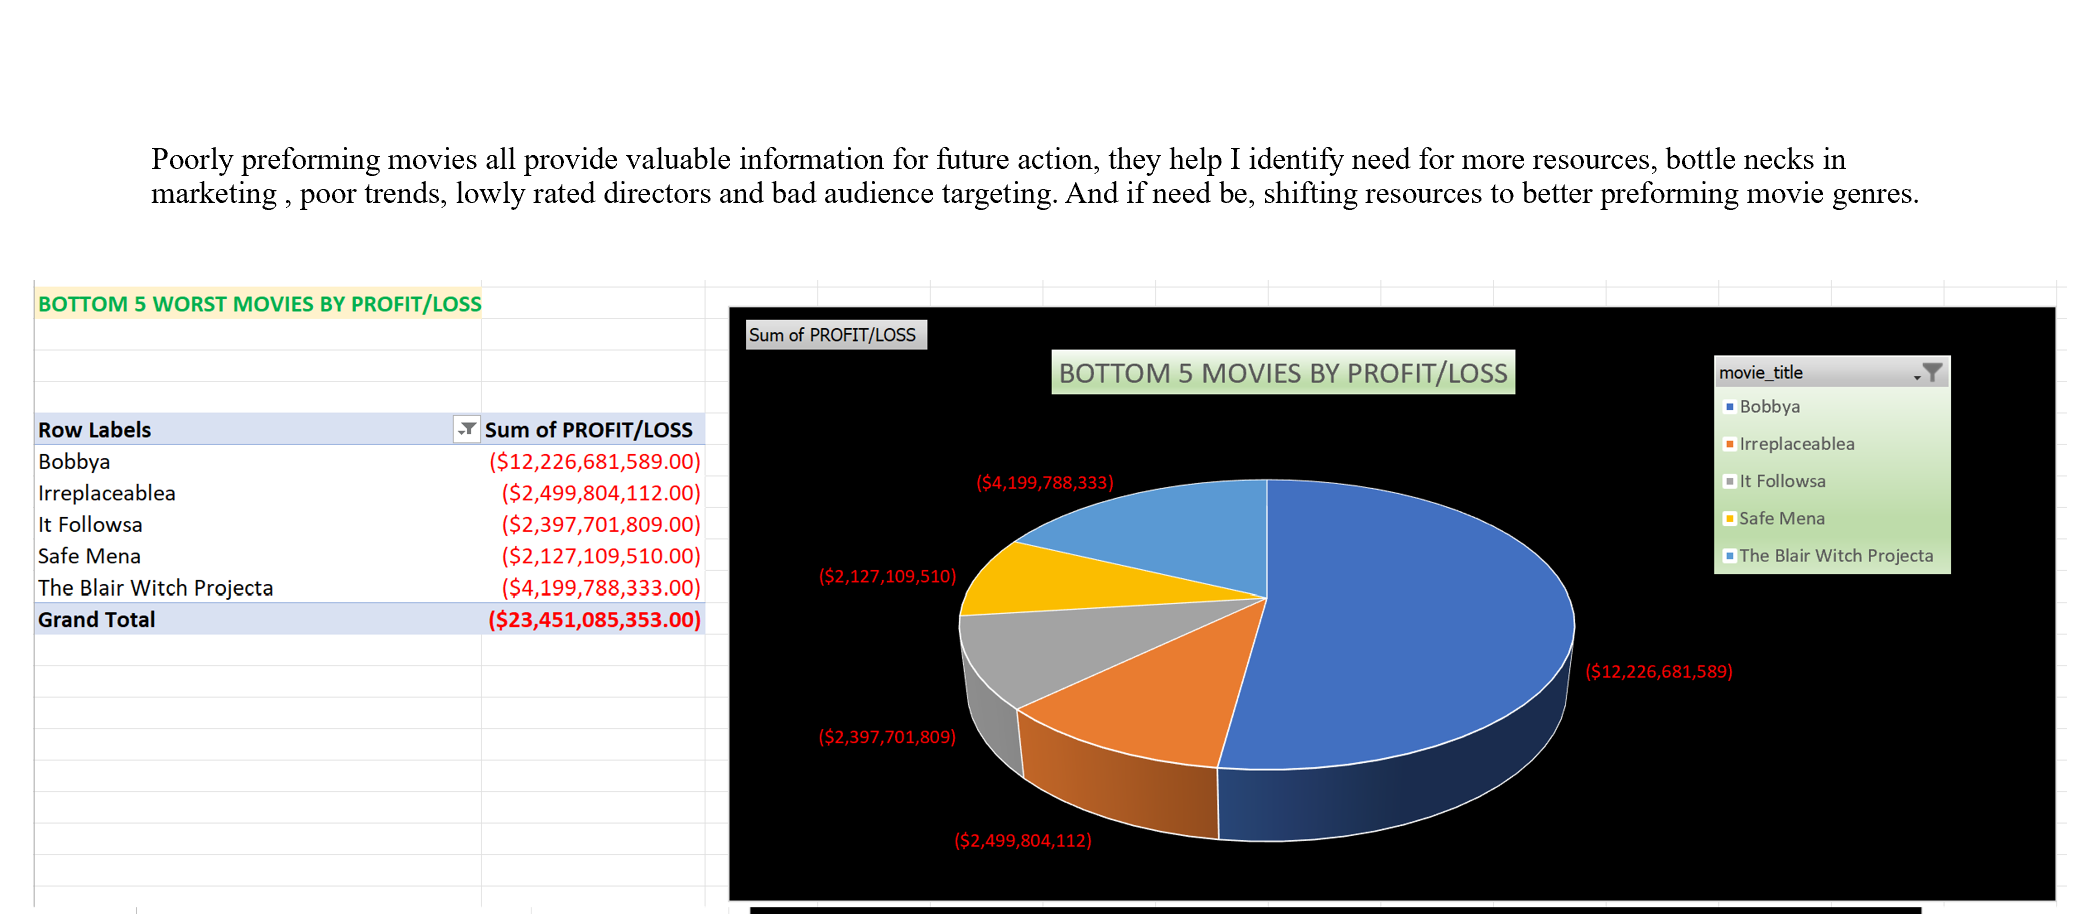 Poorly preforming movies all provide valuable information for future action, they help I identify need for more resources, bottle necks in
marketing , poor trends, lowly rated directors and bad audience targeting. And if need be, shifting resources to better preforming movie genres.
BOTTOM 5 WORST MOVIES BY PROFIT/LOSS
Row Labels Sum of PROFIT/LOSS
Bobbya ($12,226,681,589.00)
Irreplaceablea ($2,499,804,112.00)
It Followsa ($2,397,701,809.00)
Safe Mena ($2,127,109,510.00)
The Blair Witch Projecta ($4,199,788,333.00)
Grand Total ($23,451,085,353.00)
Sum of PROFIT/LOSS
BOTTOM 5 MOVIES BY PROFIT/LOSS
($4,199,788,333)
($2,127,109,510)
($12,226,681,589)
($2,397,701,809)
($2,499,804,112)
movie_title
Bobbya
Irreplaceablea
It Followsa
Safe Mena
The Blair Witch Projecta